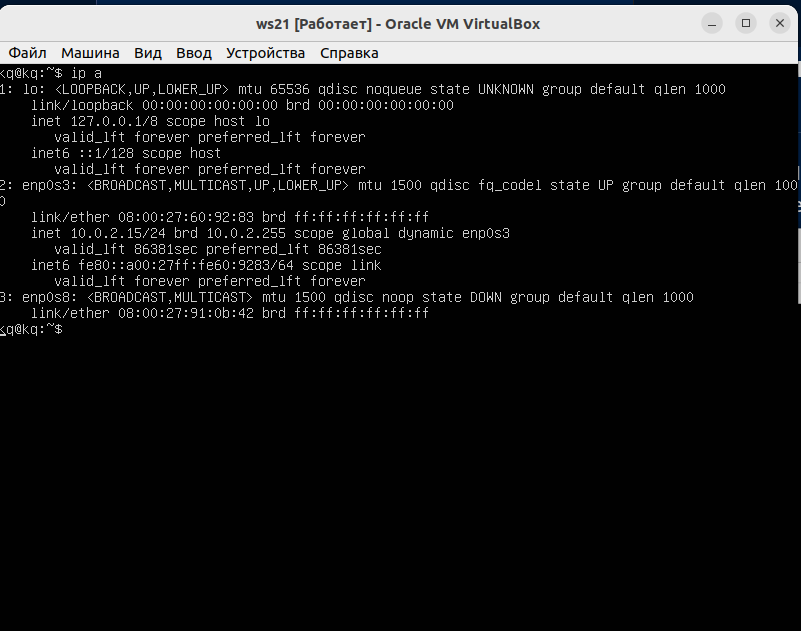 ws21 [Работает] - Oracle VM VirtualBox
Файл Машина Вид Ввод Устройства Справка
kq@kq:~$ ip a
1: lo: <LOOPBACK,UP,LOWER_UP> mtu 65536 qdisc noqueue state UNKNOWN group default qlen 1000
    link/loopback 00:00:00:00:00:00 brd 00:00:00:00:00:00
    inet 127.0.0.1/8 scope host lo
       valid_lft forever preferred_lft forever
    inet6 ::1/128 scope host
       valid_lft forever preferred_lft forever
2: enp0s3: <BROADCAST,MULTICAST,UP,LOWER_UP> mtu 1500 qdisc fq_codel state UP group default qlen 100
0
    link/ether 08:00:27:60:92:83 brd ff:ff:ff:ff:ff:ff
    inet 10.0.2.15/24 brd 10.0.2.255 scope global dynamic enp0s3
       valid_lft 86381sec preferred_lft 86381sec
    inet6 fe80::a00:27ff:fe60:9283/64 scope link
       valid_lft forever preferred_lft forever
3: enp0s8: <BROADCAST,MULTICAST> mtu 1500 qdisc noop state DOWN group default qlen 1000
    link/ether 08:00:27:91:0b:42 brd ff:ff:ff:ff:ff:ff
kq@kq:~$